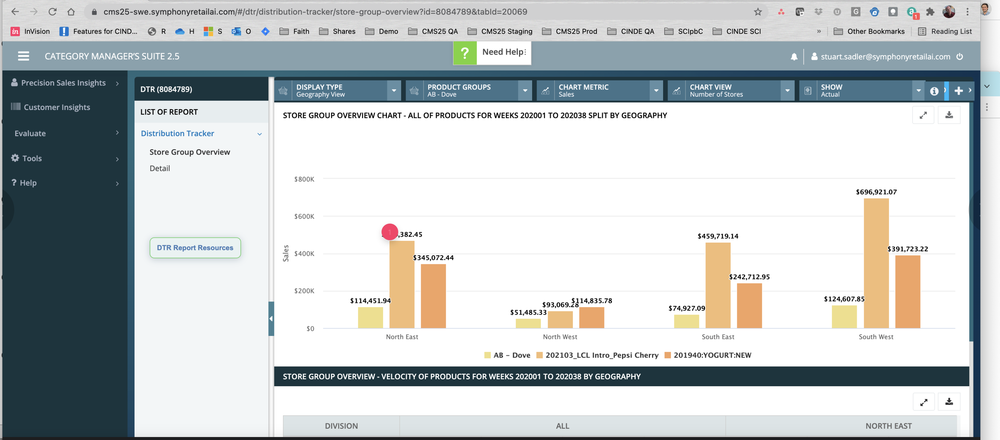 cms25-swe.symphonyretailai.com/#/dtr/distribution-tracker/store-group-overview?id=8084789&tabId=20069
in InVision ! Features for CIND... R H S O Faith Shares Demo CMS25 QA CMS25 Staging CMS25 Prod CINDE QA SCIpbC CINDE SCI » Other Bookmarks Reading List
CATEGORY MANAGER'S SUITE 2.5
? Need Help
stuart.sadler@symphonyretailai.com
Precision Sales Insights
Customer Insights
Evaluate
Tools
? Help
DTR (8084789)
LIST OF REPORT
Distribution Tracker
Store Group Overview
Detail
DTR Report Resources
DISPLAY TYPE
Geography View
PRODUCT GROUPS
AB - Dove
CHART METRIC
Sales
CHART VIEW
Number of Stores
SHOW
Actual
STORE GROUP OVERVIEW CHART - ALL OF PRODUCTS FOR WEEKS 202001 TO 202038 SPLIT BY GEOGRAPHY
$800K
$600K
$400K
$200K
$0
Sales
$114,451.94
1
,382.45
$345,072.44
$51,485.33
$93,069.28
$114,835.78
$74,927.09
$459,719.14
$242,712.95
$124,607.85
$696,921.07
$391,723.22
North East
North West
South East
South West
AB – Dove 202103_LCL Intro_Pepsi Cherry 201940:YOGURT:NEW
STORE GROUP OVERVIEW - VELOCITY OF PRODUCTS FOR WEEKS 202001 TO 202038 BY GEOGRAPHY
DIVISION ALL NORTH EAST